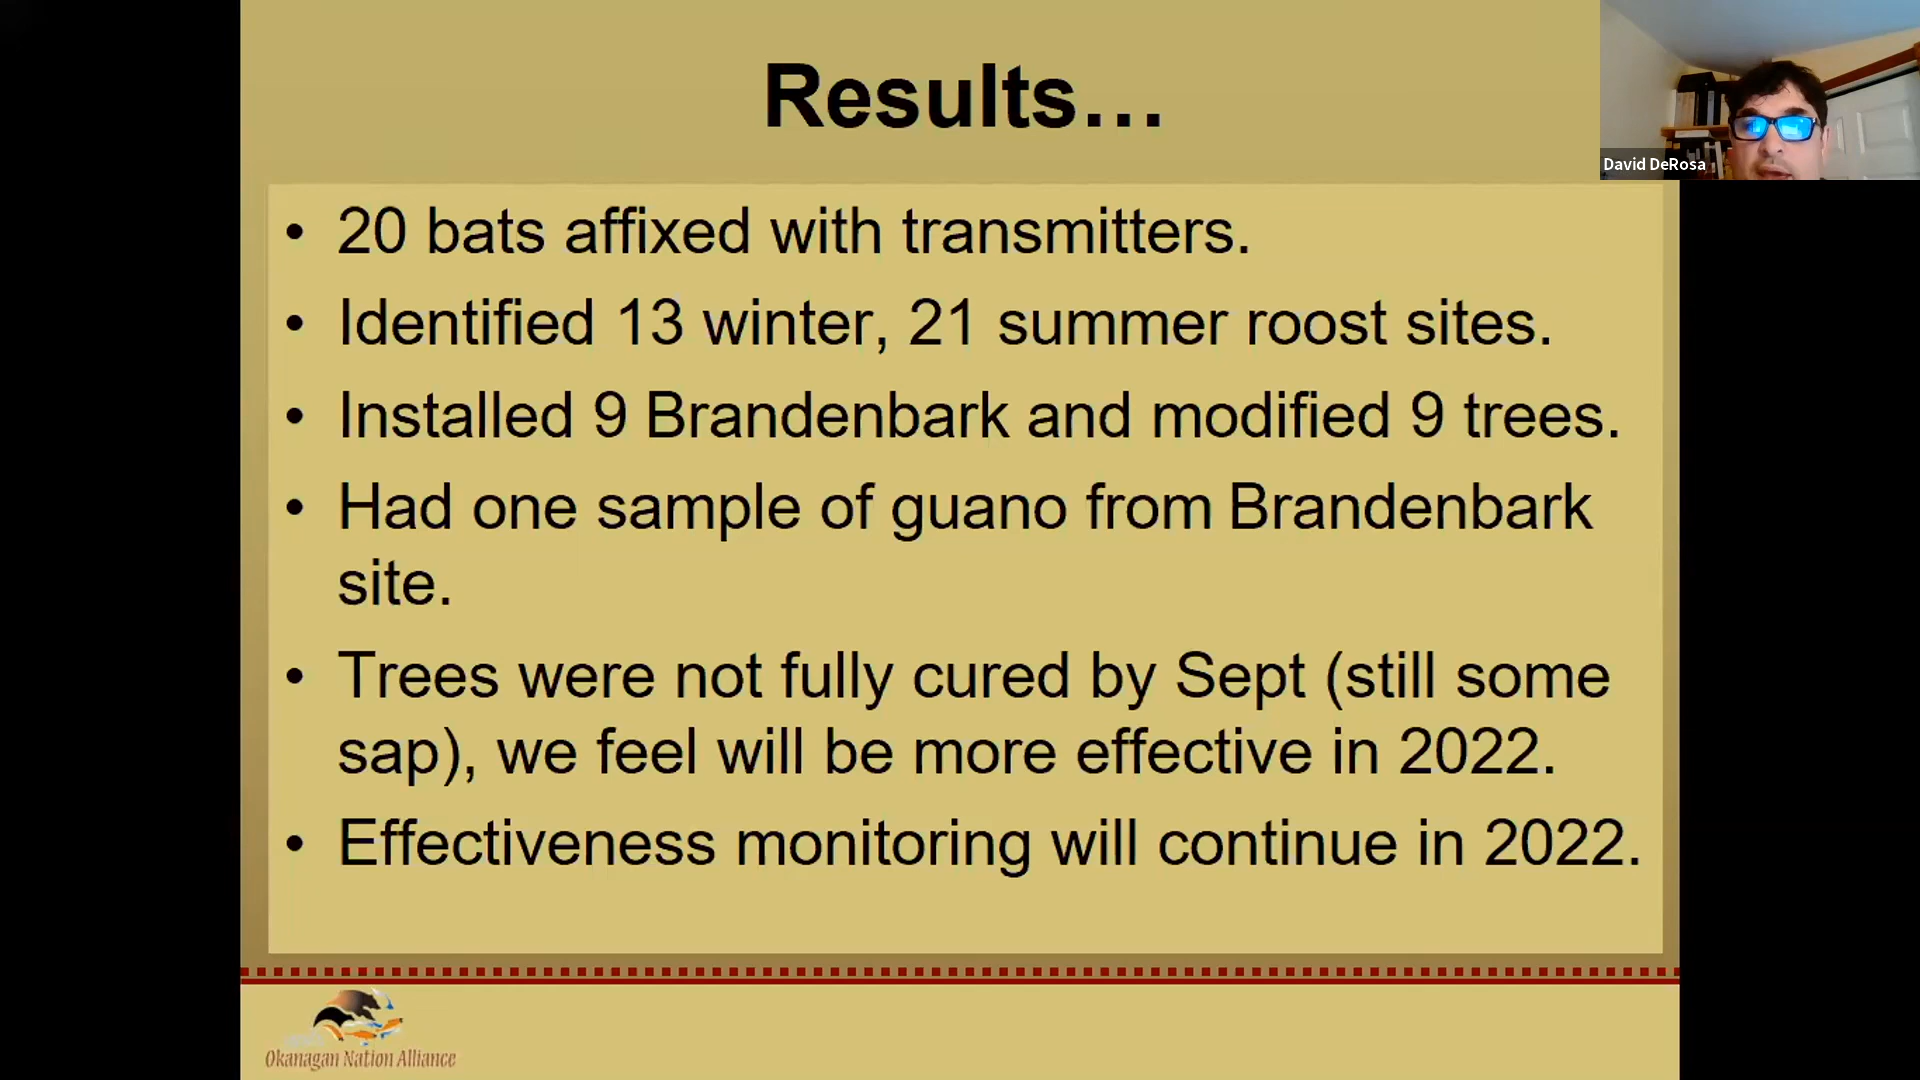 Results…
David DeRosa
• 20 bats affixed with transmitters.
• Identified 13 winter, 21 summer roost sites.
• Installed 9 Brandenbark and modified 9 trees.
• Had one sample of guano from Brandenbark
site.
• Trees were not fully cured by Sept (still some
sap), we feel will be more effective in 2022.
• Effectiveness monitoring will continue in 2022.
Okanagan Nation Alliance